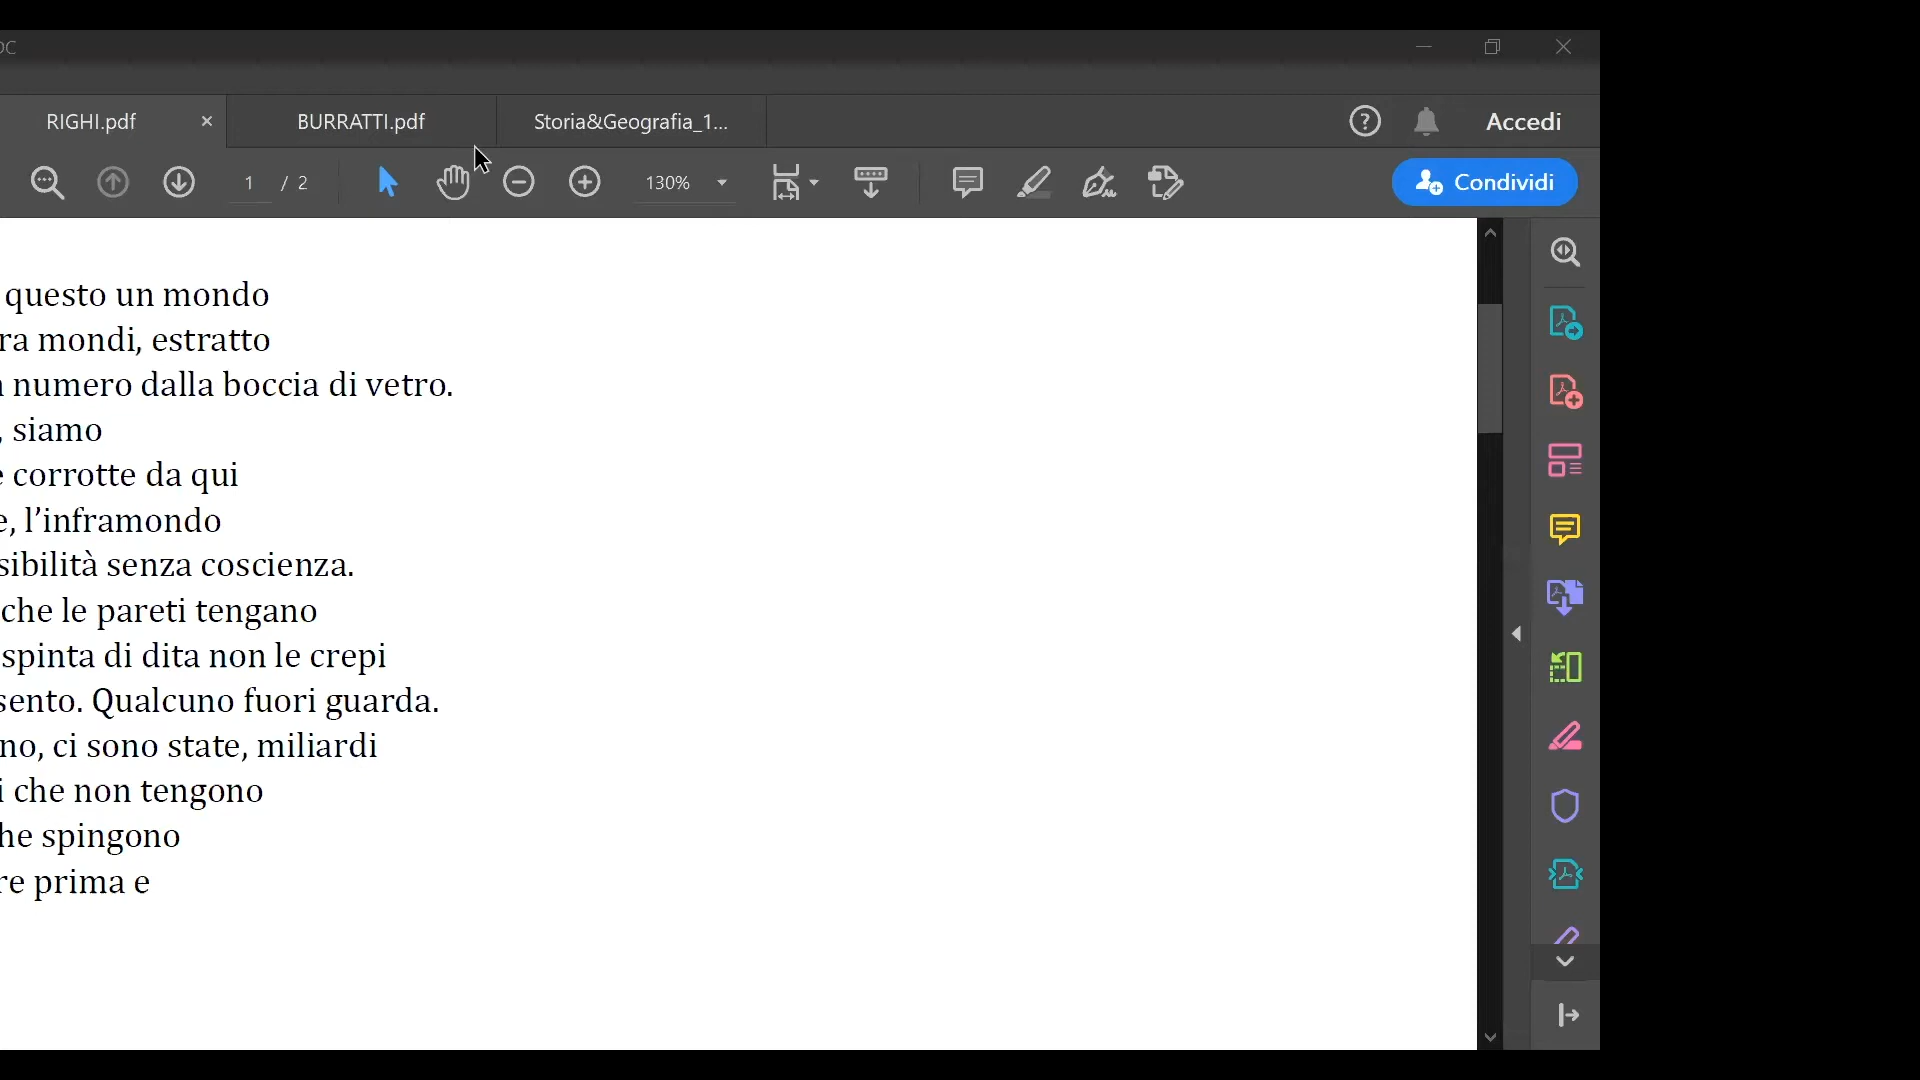 DC
RIGHI.pdf
BURRATTI.pdf
Storia&Geografia_1...
Accedi
1 / 2
130%
Condividi
questo un mondo
ra mondi, estratto
numero dalla boccia di vetro.
, siamo
e corrotte da qui
e, l’inframondo
sibilità senza coscienza.
che le pareti tengano
spinta di dita non le crepi
sento. Qualcuno fuori guarda.
no, ci sono state, miliardi
i che non tengono
he spingono
re prima e